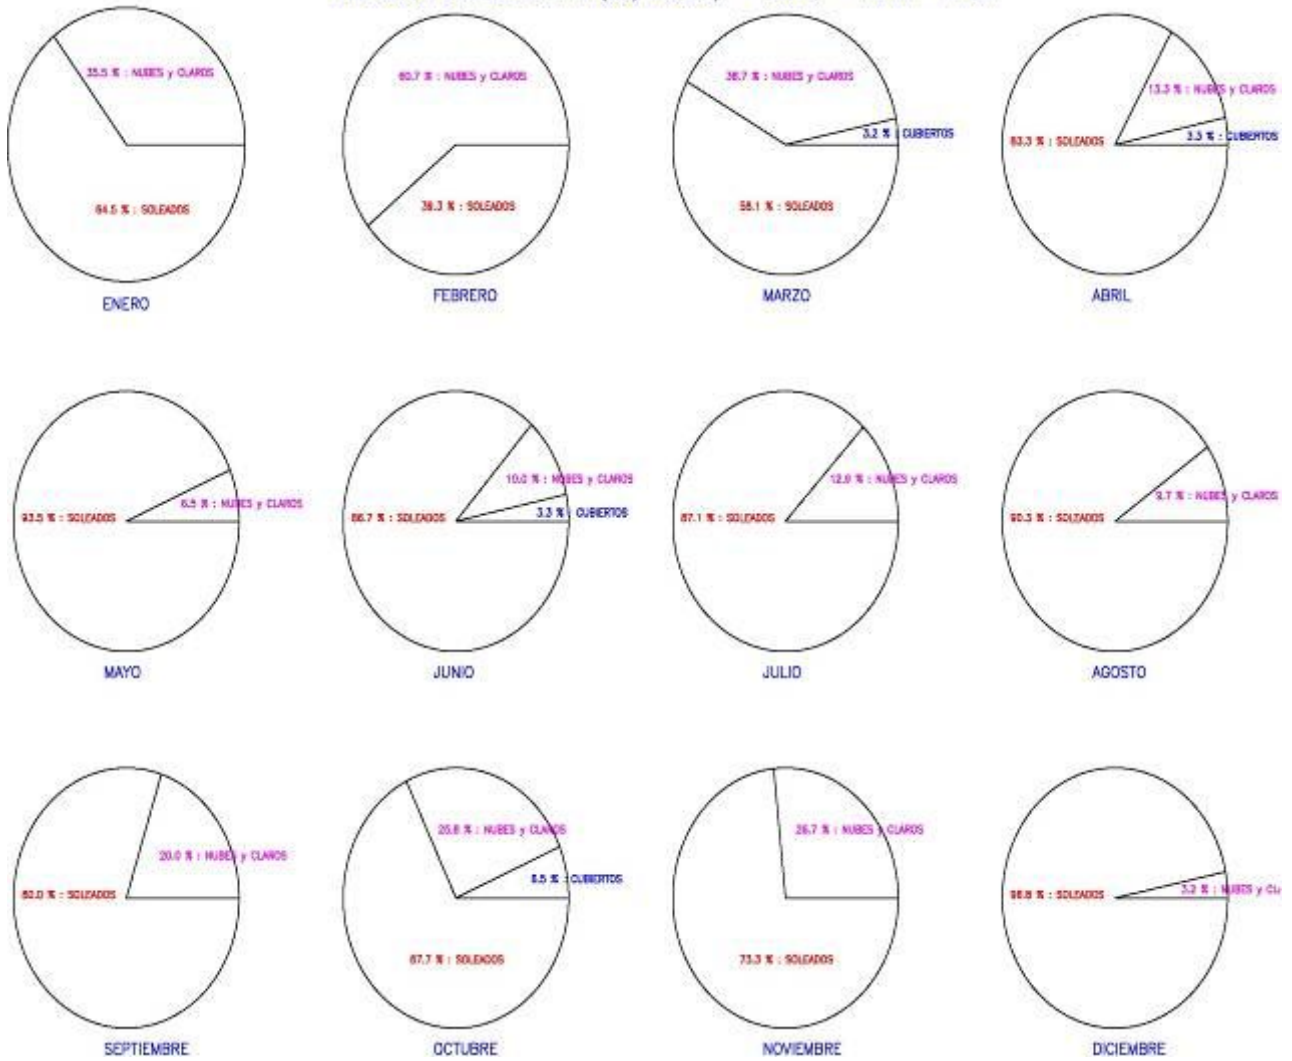 35.5 % : NUBES y CLAROS
64.5 % : SOLEADOS
ENERO
60.7 % : NUBES y CLAROS
39.3 % : SOLEADOS
FEBRERO
38.7 % : NUBES y CLAROS
3.2 % : CUBIERTOS
58.1 % : SOLEADOS
MARZO
13.3 % : NUBES y CLAROS
3.3 % : CUBIERTOS
83.3 % : SOLEADOS
ABRIL
6.5 % : NUBES y CLAROS
93.5 % : SOLEADOS
MAYO
10.0 % : NUBES y CLAROS
3.3 % : CUBIERTOS
86.7 % : SOLEADOS
JUNIO
12.9 % : NUBES y CLAROS
87.1 % : SOLEADOS
JULIO
9.7 % : NUBES y CLAROS
90.3 % : SOLEADOS
AGOSTO
20.0 % : NUBES y CLAROS
80.0 % : SOLEADOS
SEPTIEMBRE
25.8 % : NUBES y CLAROS
6.5 % : CUBIERTOS
67.7 % : SOLEADOS
OCTUBRE
26.7 % : NUBES y CLAROS
73.3 % : SOLEADOS
NOVIEMBRE
3.2 % : NUBES y CL
96.8 % : SOLEADOS
DICIEMBRE